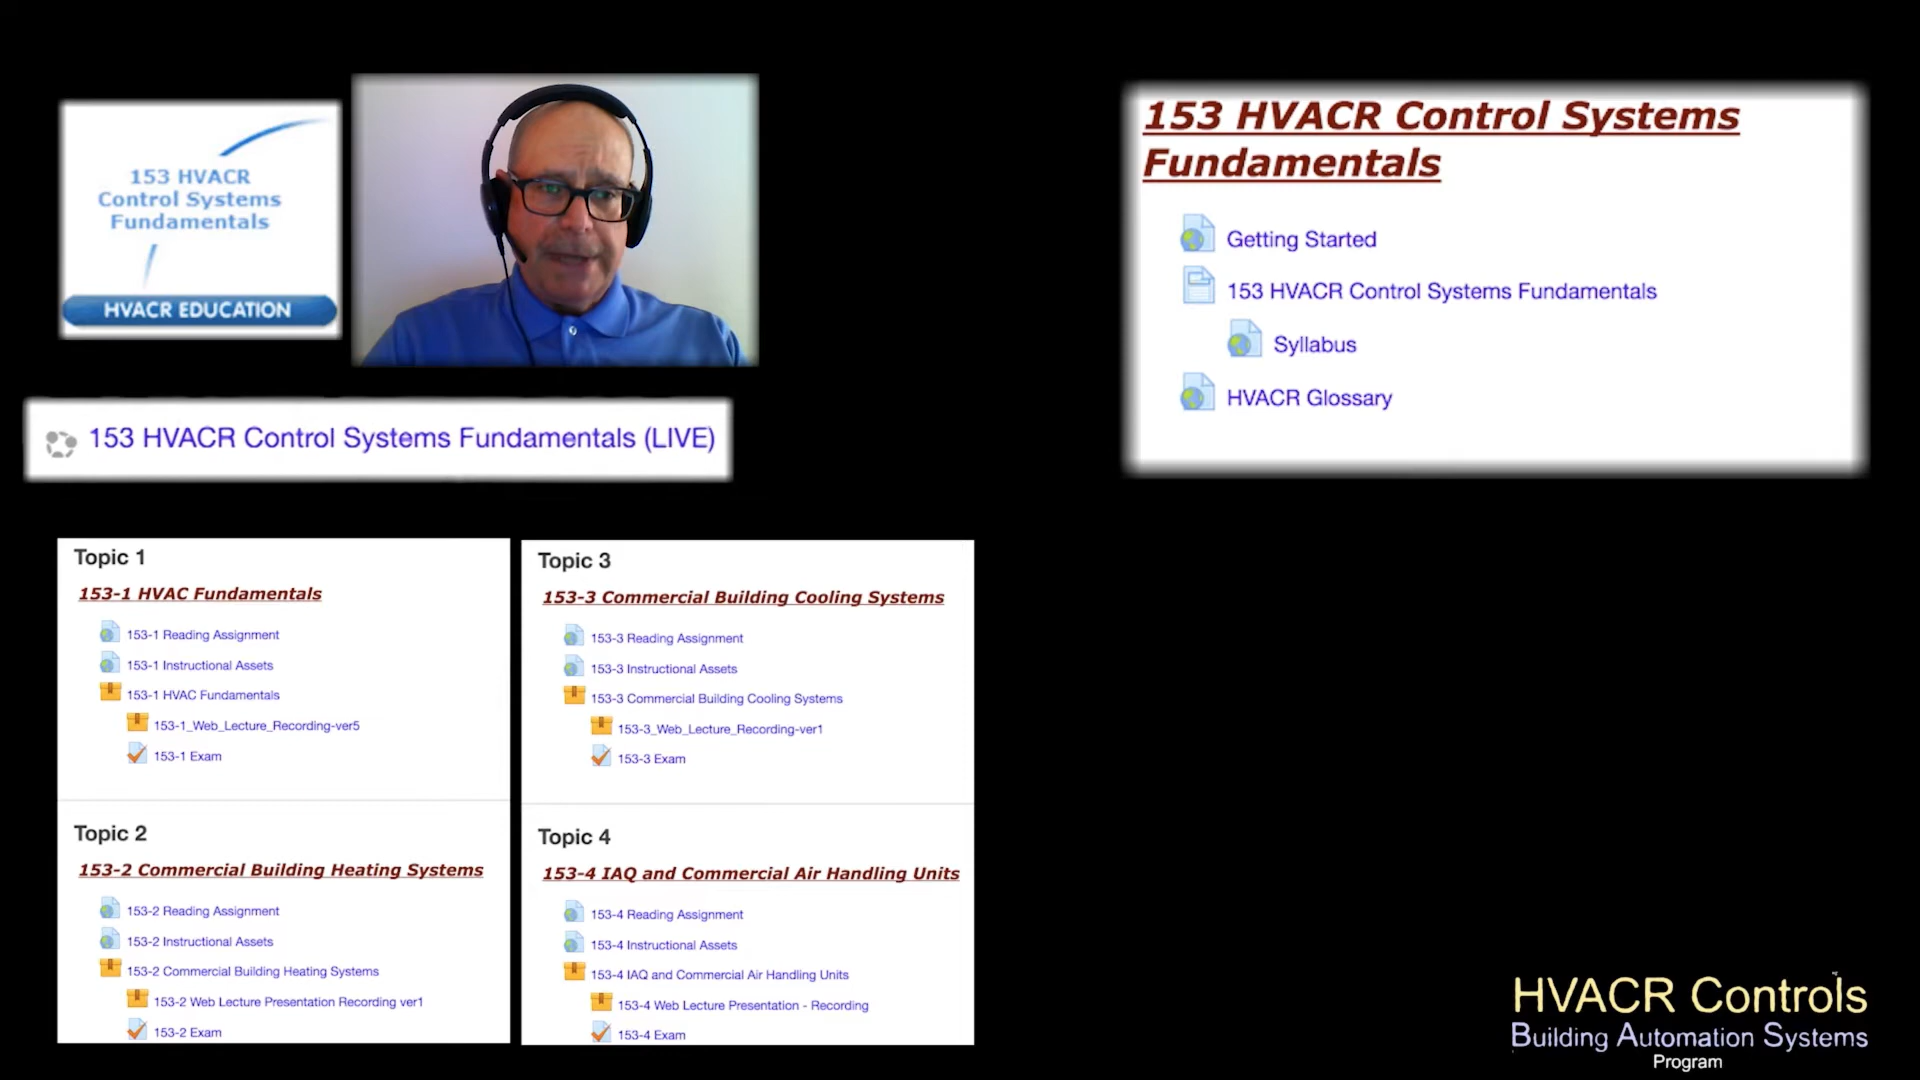 153 HVACR
Control Systems
Fundamentals
HVACR EDUCATION
153 HVACR Control Systems Fundamentals (LIVE)
153 HVACR Control Systems
Fundamentals
Getting Started
153 HVACR Control Systems Fundamentals
Syllabus
HVACR Glossary
Topic 1
153-1 HVAC Fundamentals
153-1 Reading Assignment
153-1 Instructional Assets
153-1 HVAC Fundamentals
153-1_Web_Lecture_Recording-ver5
153-1 Exam
Topic 2
153-2 Commercial Building Heating Systems
153-2 Reading Assignment
153-2 Instructional Assets
153-2 Commercial Building Heating Systems
153-2 Web Lecture Presentation Recording ver1
153-2 Exam
Topic 3
153-3 Commercial Building Cooling Systems
153-3 Reading Assignment
153-3 Instructional Assets
153-3 Commercial Building Cooling Systems
153-3_Web_Lecture_Recording-ver1
153-3 Exam
Topic 4
153-4 IAQ and Commercial Air Handling Units
153-4 Reading Assignment
153-4 Instructional Assets
153-4 IAQ and Commercial Air Handling Units
153-4 Web Lecture Presentation - Recording
153-4 Exam
HVACR Controls
Building Automation Systems
Program